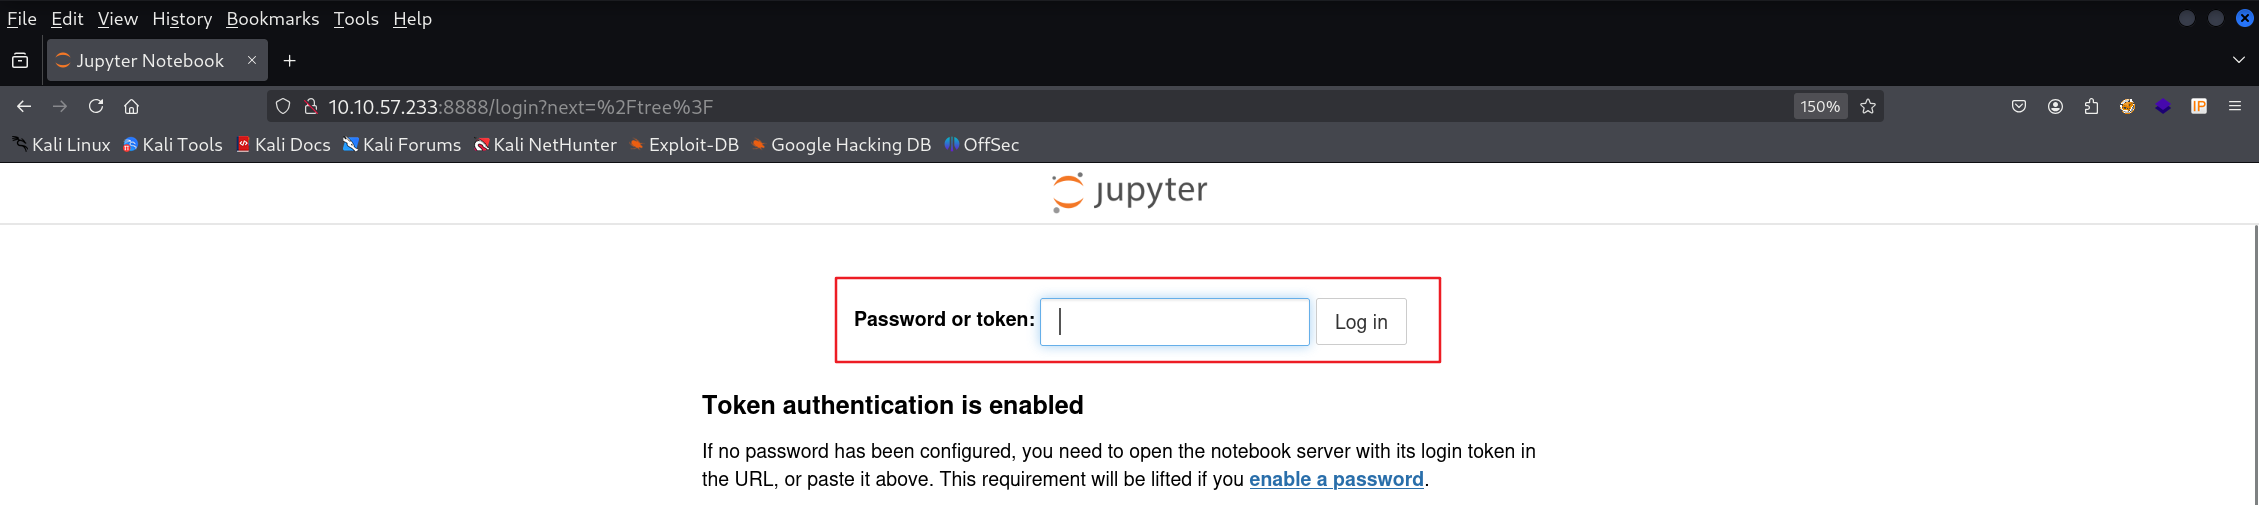 File Edit View History Bookmarks Tools Help
Jupyter Notebook
10.10.57.233:8888/login?next=%2Ftree%3F 150% IP
Kali Linux Kali Tools Kali Docs Kali Forums Kali NetHunter Exploit-DB Google Hacking DB OffSec
jupyter
Password or token: Log in
Token authentication is enabled
If no password has been configured, you need to open the notebook server with its login token in
the URL, or paste it above. This requirement will be lifted if you enable a password.